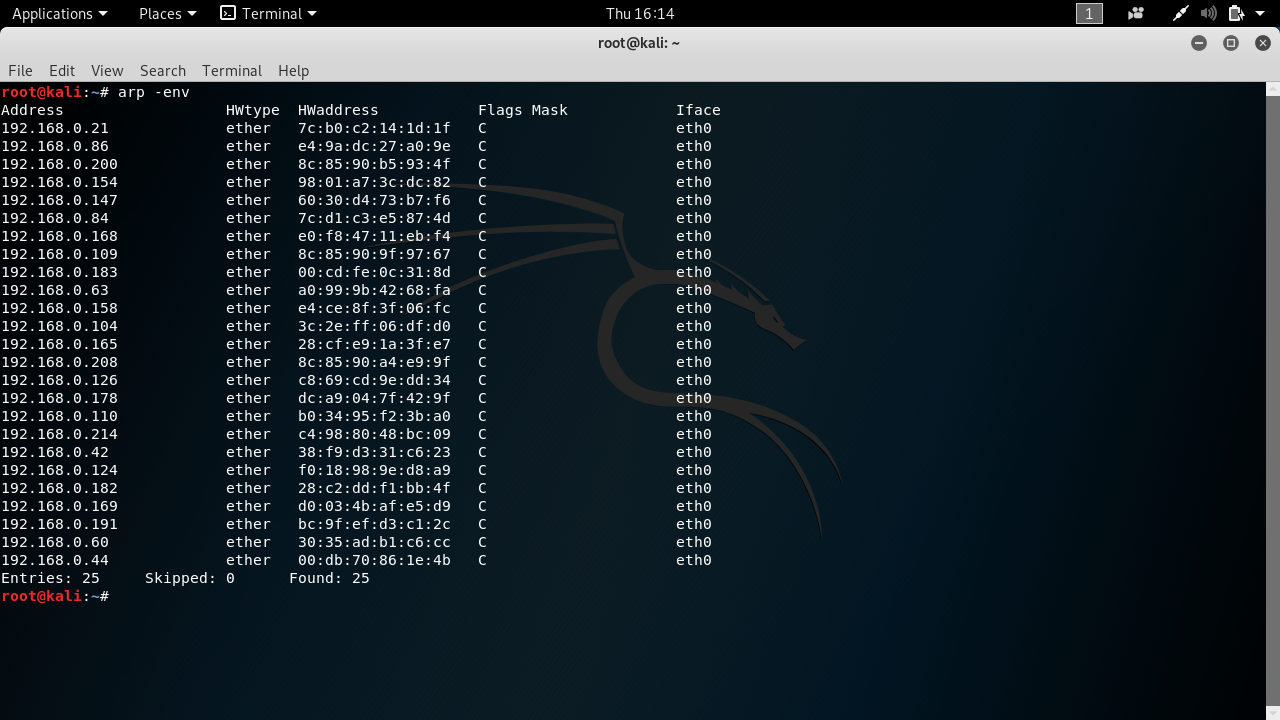 Applications Places Terminal Thu 16:14 1
root@kali: ~
File Edit View Search Terminal Help
root@kali:~# arp -env
Address                  HWtype  HWaddress           Flags Mask            Iface
192.168.0.21             ether   7c:b0:c2:14:1d:1f   C                     eth0
192.168.0.86             ether   e4:9a:dc:27:a0:9e   C                     eth0
192.168.0.200            ether   8c:85:90:b5:93:4f   C                     eth0
192.168.0.154            ether   98:01:a7:3c:dc:82   C                     eth0
192.168.0.147            ether   60:30:d4:73:b7:f6   C                     eth0
192.168.0.84             ether   7c:d1:c3:e5:87:4d   C                     eth0
192.168.0.168            ether   e0:f8:47:11:eb:f4   C                     eth0
192.168.0.109            ether   8c:85:90:9f:97:67   C                     eth0
192.168.0.183            ether   00:cd:fe:0c:31:8d   C                     eth0
192.168.0.63             ether   a0:99:9b:42:68:fa   C                     eth0
192.168.0.158            ether   e4:ce:8f:3f:06:fc   C                     eth0
192.168.0.104            ether   3c:2e:ff:06:df:d0   C                     eth0
192.168.0.165            ether   28:cf:e9:1a:3f:e7   C                     eth0
192.168.0.208            ether   8c:85:90:a4:e9:9f   C                     eth0
192.168.0.126            ether   c8:69:cd:9e:dd:34   C                     eth0
192.168.0.178            ether   dc:a9:04:7f:42:9f   C                     eth0
192.168.0.110            ether   b0:34:95:f2:3b:a0   C                     eth0
192.168.0.214            ether   c4:98:80:48:bc:09   C                     eth0
192.168.0.42             ether   38:f9:d3:31:c6:23   C                     eth0
192.168.0.124            ether   f0:18:98:9e:d8:a9   C                     eth0
192.168.0.182            ether   28:c2:dd:f1:bb:4f   C                     eth0
192.168.0.169            ether   d0:03:4b:af:e5:d9   C                     eth0
192.168.0.191            ether   bc:9f:ef:d3:c1:2c   C                     eth0
192.168.0.60             ether   30:35:ad:b1:c6:cc   C                     eth0
192.168.0.44             ether   00:db:70:86:1e:4b   C                     eth0
Entries: 25     Skipped: 0      Found: 25
root@kali:~#